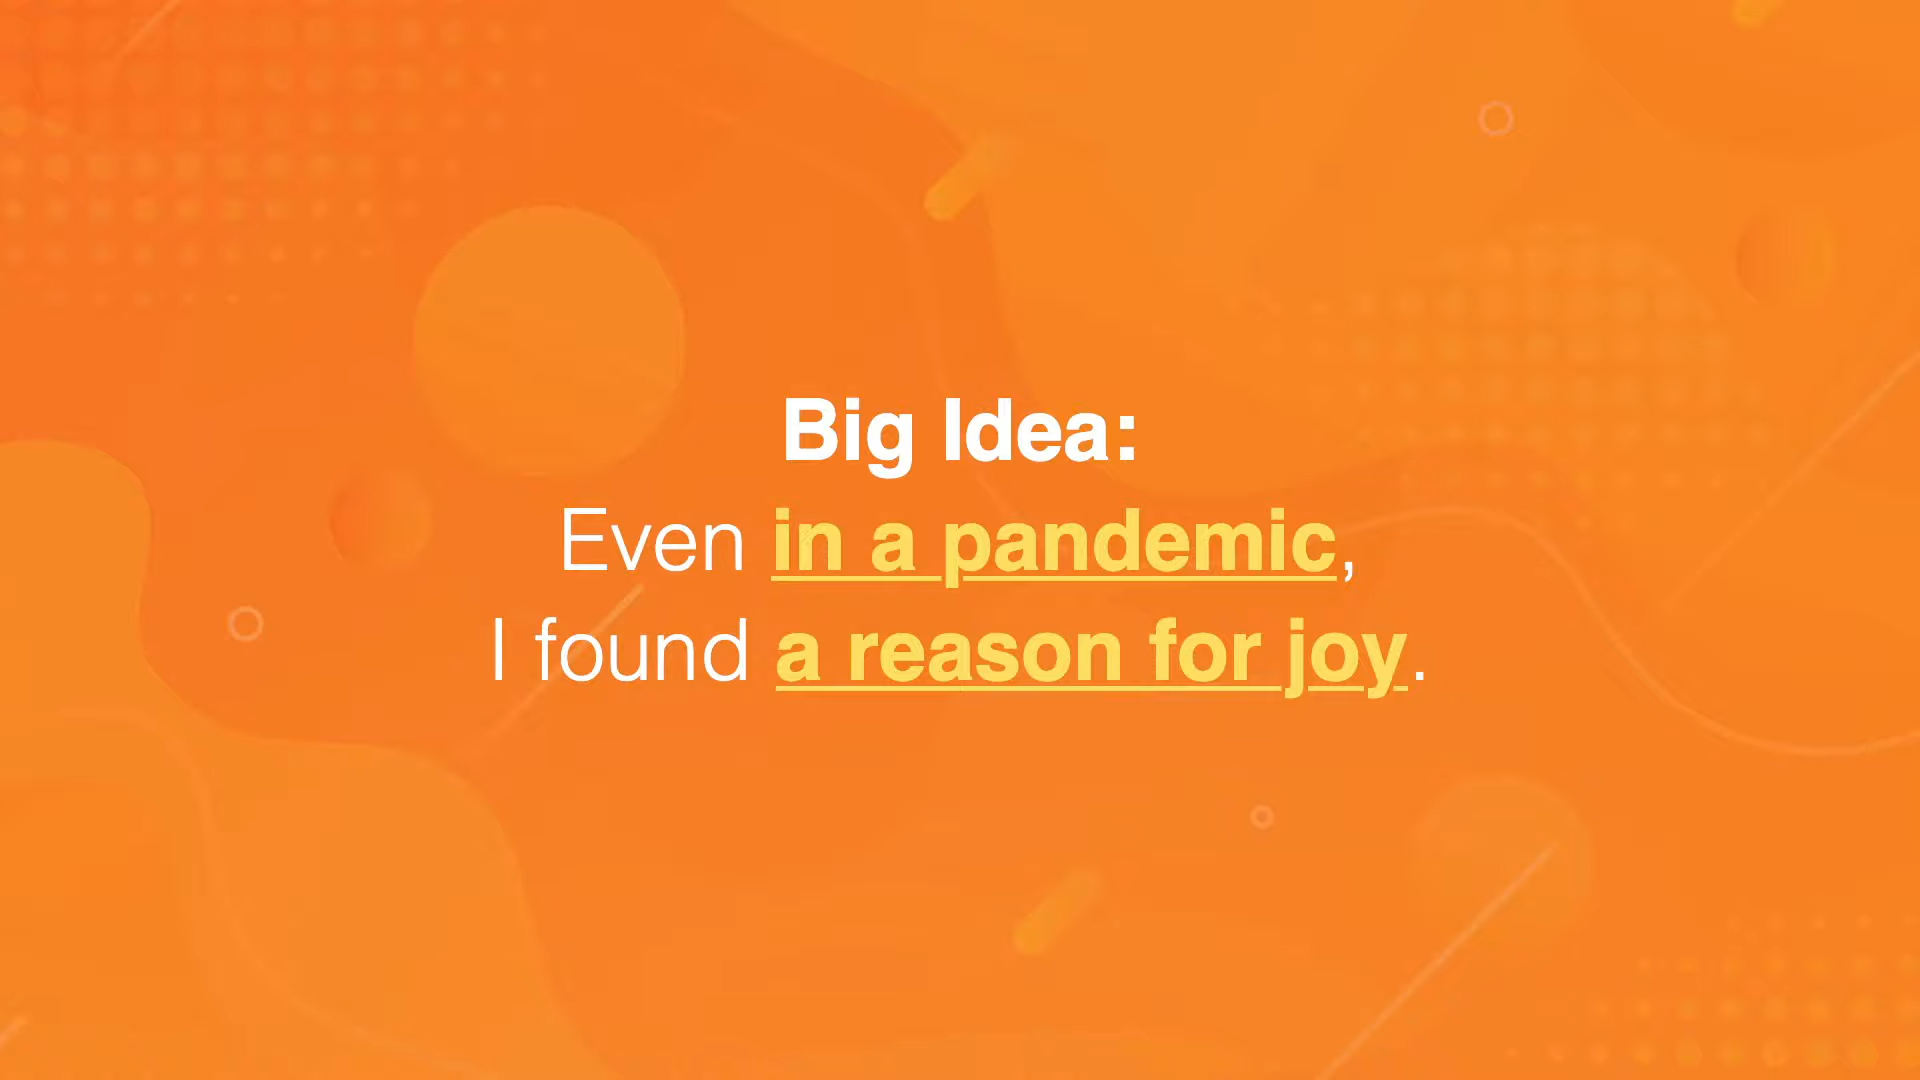 Big Idea:
Even in a pandemic,
I found a reason for joy.